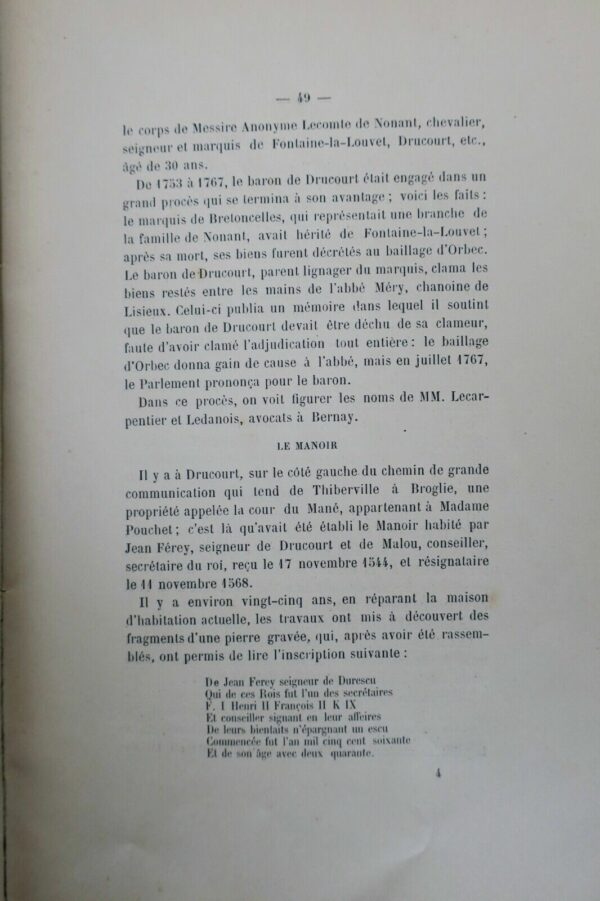 — 49 —
le corps de Messire Anonyme Lecomte de Nonant, chevalier,
seigneur et marquis de Fontaine-la-Louvet, Drucourt, etc.,
âgé de 30 ans.
De 1753 à 1767, le baron de Drucourt était engagé dans un
grand procès qui se termina à son avantage ; voici les faits :
le marquis de Bretoncelles, qui représentait une branche de
la famille de Nonant, avait hérité de Fontaine-la-Louvet ;
après sa mort, ses biens furent décrétés au baillage d'Orbec.
Le baron de Drucourt, parent lignager du marquis, clama les
biens restés entre les mains de l'abbé Méry, chanoine de
Lisieux. Celui-ci publia un mémoire dans lequel il soutint
que le baron de Drucourt devait être déchu de sa clameur,
faute d'avoir clamé l'adjudication tout entière : le baillage
d'Orbec donna gain de cause à l'abbé, mais en juillet 1767,
le Parlement prononça pour le baron.
Dans ce procès, on voit figurer les noms de MM. Lecar-
pentier et Ledanois, avocats à Bernay.
LE MANOIR
Il y a à Drucourt, sur le côté gauche du chemin de grande
communication qui tend de Thiberville à Broglie, une
propriété appelée la cour du Mané, appartenant à Madame
Pouchet ; c'est là qu'avait été établi le Manoir habité par
Jean Férey, seigneur de Drucourt et de Malou, conseiller,
secrétaire du roi, reçu le 17 novembre 1544, et résignataire
le 11 novembre 1568.
Il y a environ vingt-cinq ans, en réparant la maison
d'habitation actuelle, les travaux ont mis à découvert des
fragments d'une pierre gravée, qui, après avoir été rassem-
blés, ont permis de lire l'inscription suivante :
De Jean Ferey seigneur de Durescu
Qui de ces Rois fut l'un des secrétaires
F. I Henri II François II K IX
Et conseiller signant en leur affeires
De leurs bienfaits n'épargnant un escu
Commencée fut l'an mil cinq cent soixante
Et de son âge avec deux quarante.
4